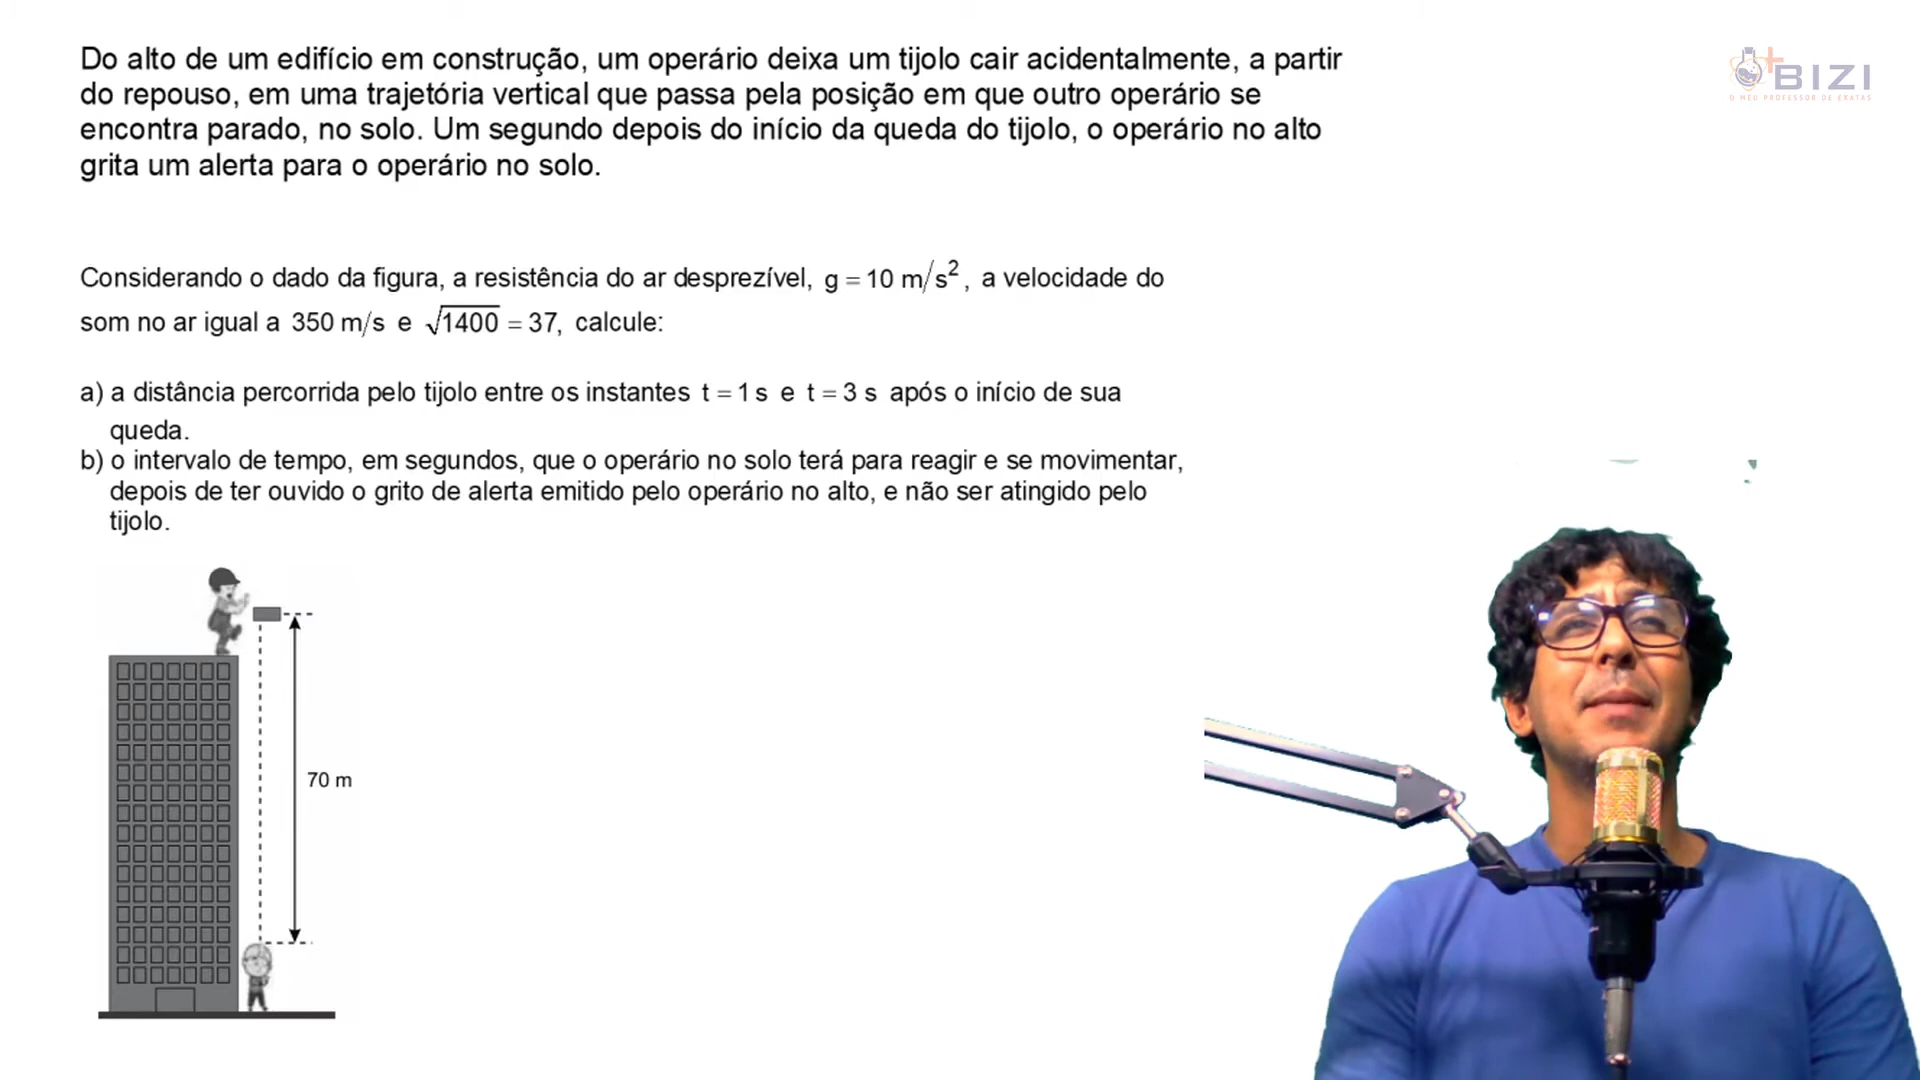 Do alto de um edifício em construção, um operário deixa um tijolo cair acidentalmente, a partir
do repouso, em uma trajetória vertical que passa pela posição em que outro operário se
encontra parado, no solo. Um segundo depois do início da queda do tijolo, o operário no alto
grita um alerta para o operário no solo.
Considerando o dado da figura, a resistência do ar desprezível, g = 10 m/s², a velocidade do
som no ar igual a 350 m/s e √1400 = 37, calcule:
a) a distância percorrida pelo tijolo entre os instantes t = 1 s e t = 3 s após o início de sua
queda.
b) o intervalo de tempo, em segundos, que o operário no solo terá para reagir e se movimentar,
depois de ter ouvido o grito de alerta emitido pelo operário no alto, e não ser atingido pelo
tijolo.
70 m
+BIZI
O MEU PROFESSOR DE EXATAS